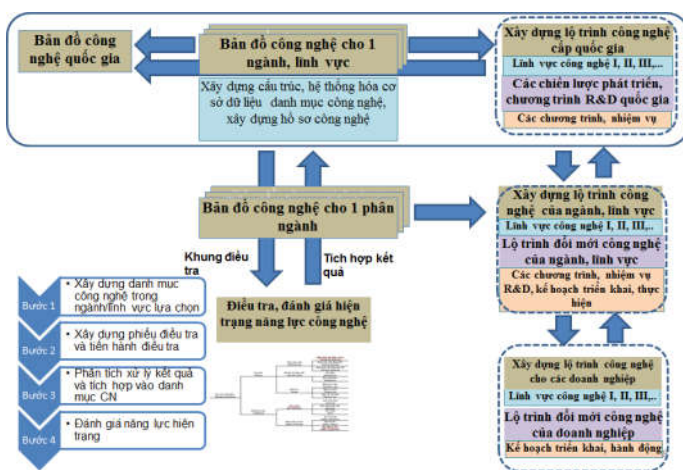 Bản đồ công
nghệ quốc gia
Bản đồ công nghệ cho 1
ngành, lĩnh vực
Xây dựng cấu trúc, hệ thống hóa cơ
sở dữ liệu danh mục công nghệ,
xây dựng hồ sơ công nghệ
Xây dựng lộ trình công nghệ
cấp quốc gia
Lĩnh vực công nghệ I, II, III,...
Các chiến lược phát triển,
chương trình R&D quốc gia
Các chương trình, nhiệm vụ
Bản đồ công nghệ cho 1 phân
ngành
Khung điều
tra
Tích hợp kết
quả
Điều tra, đánh giá hiện
trạng năng lực công nghệ
Xây dựng lộ trình công
nghệ của ngành, lĩnh vực
Lĩnh vực công nghệ I, II, III,..
Lộ trình đổi mới công nghệ
của ngành, lĩnh vực
Các chương trình, nhiệm vụ
R&D, kế hoạch triển khai, thực
hiện
Xây dựng lộ trình công nghệ
cho các doanh nghiệp
Lĩnh vực công nghệ I, II, III,..
Lộ trình đổi mới công nghệ
của doanh nghiệp
Kế hoạch triển khai, hành động
Bước 1
• Xây dựng danh mục
công nghệ trong
ngành/lĩnh vực lựa chọn
Bước 2
• Xây dựng phiếu điều tra
và tiến hành điều tra
Bước 3
• Phân tích xử lý kết quả
và tích hợp vào danh
mục CN
Bước 4
• Đánh giá năng lực hiện
trạng